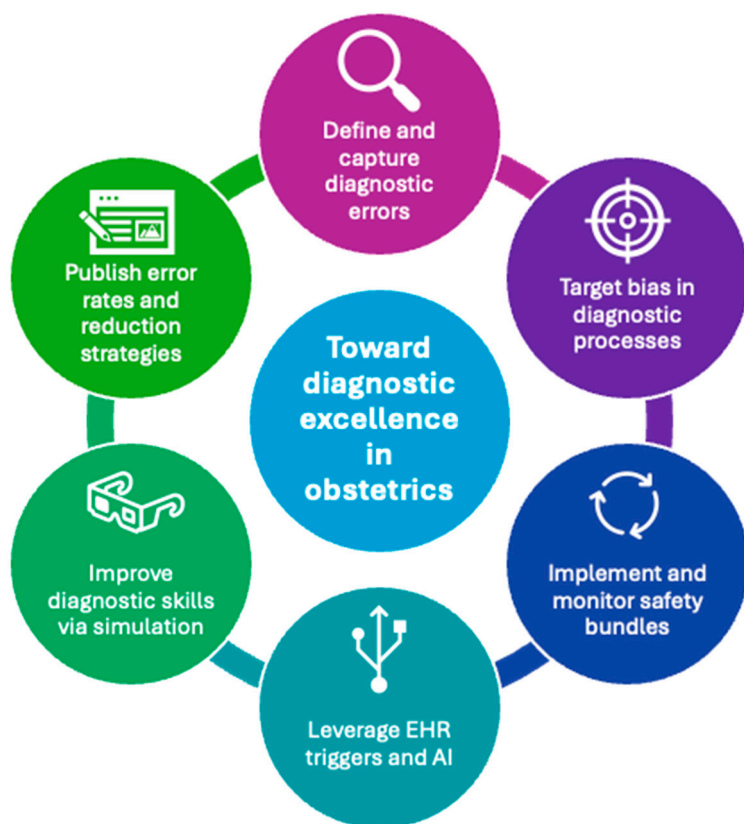 Define and
capture
diagnostic
errors
Target bias in
diagnostic
processes
Implement and
monitor safety
bundles
Leverage EHR
triggers and AI
Improve
diagnostic skills
via simulation
Publish error
rates and
reduction
strategies
Toward
diagnostic
excellence
in
obstetrics